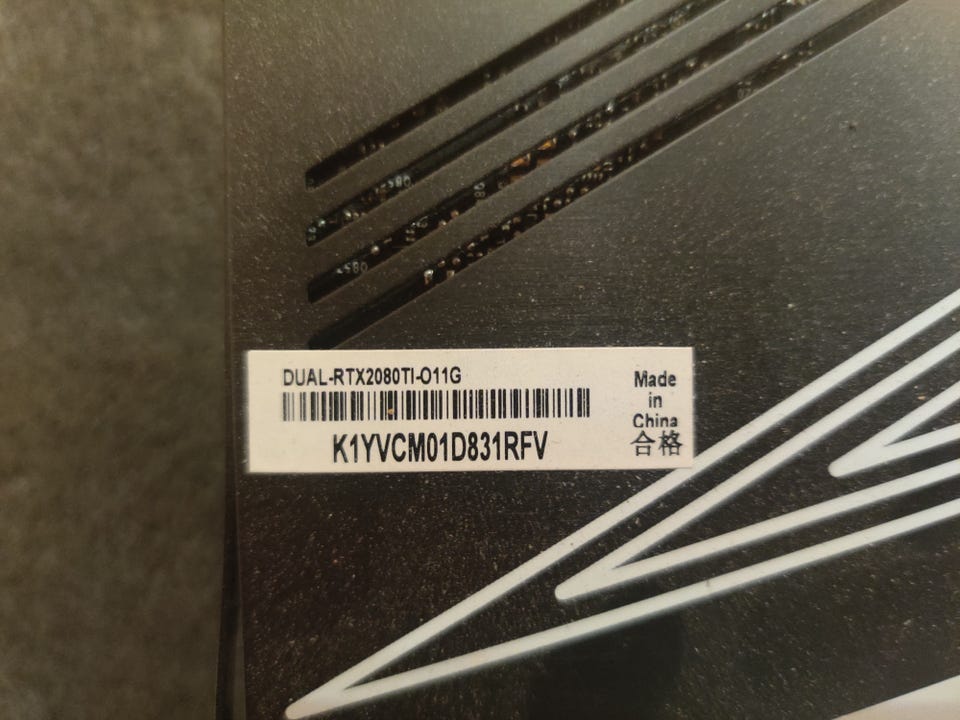 DUAL-RTX2080TI-O11G
K1YVCM01D831RFV
Made
in
China
合格